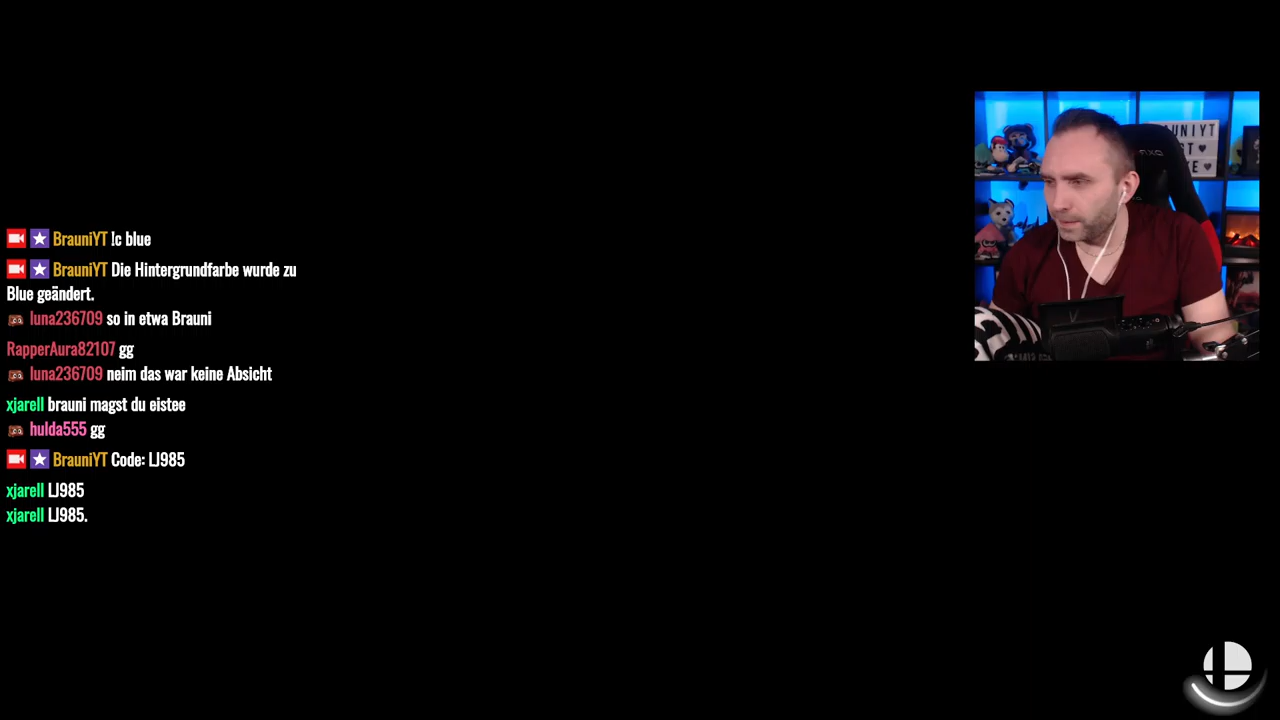 BrauniYT !c blue
BrauniYT Die Hintergrundfarbe wurde zu
Blue geändert.
luna236709 so in etwa Brauni
RapperAura82107 gg
luna236709 neim das war keine Absicht
xjarell brauni magst du eistee
hulda555 gg
BrauniYT Code: LJ985
xjarell LJ985
xjarell LJ985.